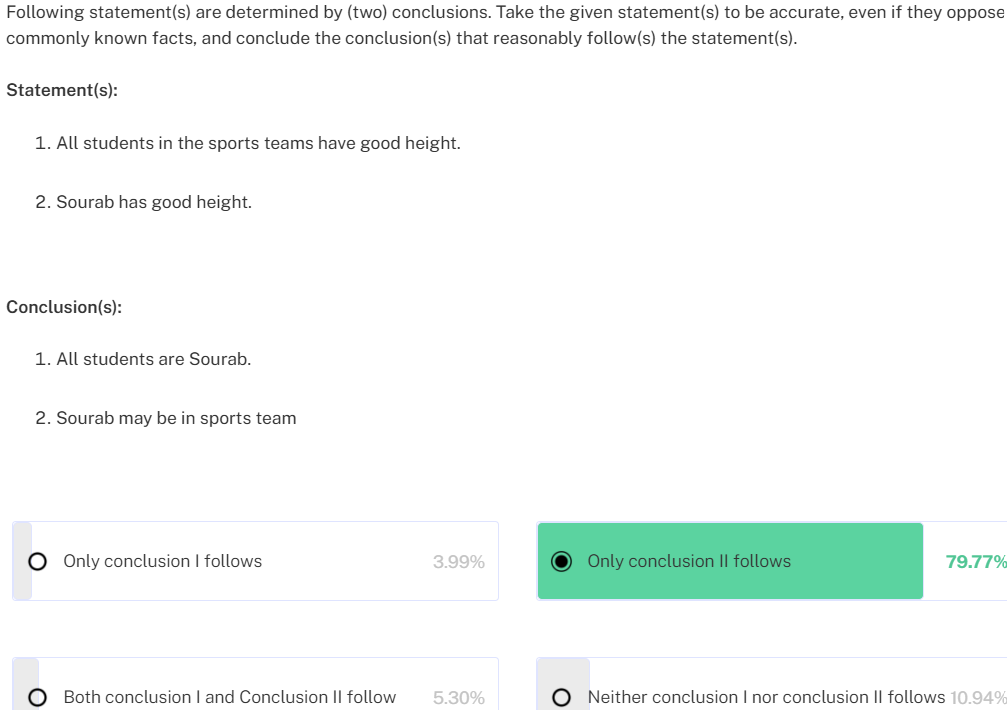 Following statement(s) are determined by (two) conclusions. Take the given statement(s) to be accurate, even if they oppose
commonly known facts, and conclude the conclusion(s) that reasonably follow(s) the statement(s).
Statement(s):
1. All students in the sports teams have good height.
2. Sourab has good height.
Conclusion(s):
1. All students are Sourab.
2. Sourab may be in sports team
Only conclusion I follows 3.99%
Only conclusion II follows 79.77%
Both conclusion I and Conclusion II follow 5.30%
Neither conclusion I nor conclusion II follows 10.94%